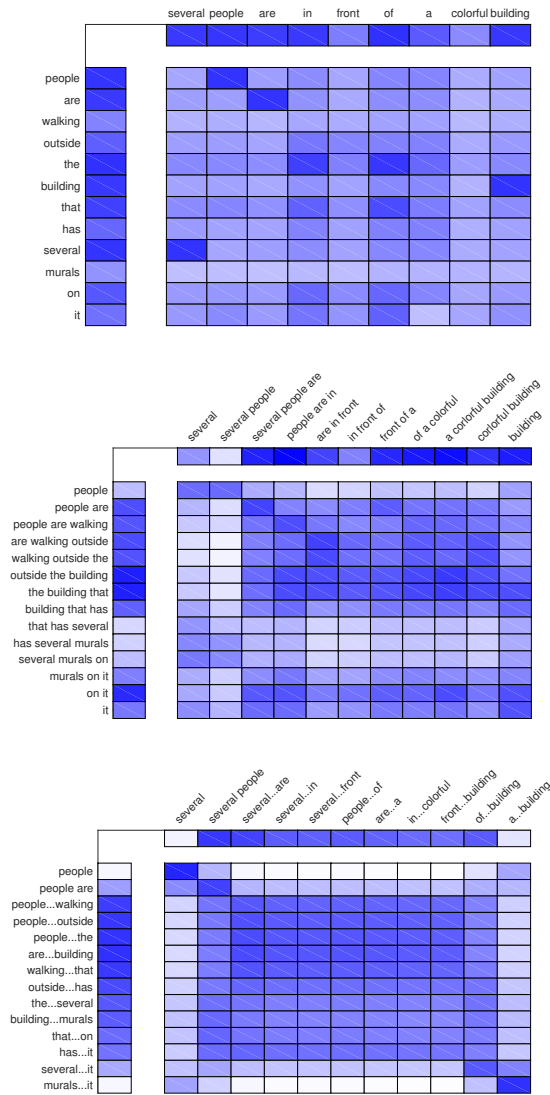 several people are in front of a colorful building
people
are
walking
outside
the
building
that
has
several
murals
on
it
several
several people
several people are
people are in
are in front
in front of
front of a
of a colorful
a colorful building
corlorful building
building
people
people are
people are walking
are walking outside
walking outside the
outside the building
the building that
building that has
that has several
has several murals
several murals on
murals on it
on it
it
several
several people
several...are
several...in
several...front
people...of
are...a
in...colorful
front...building
of...building
a...building
people
people are
people...walking
people...outside
people...the
are...building
walking...that
outside...has
the...several
building...murals
that...on
has...it
several...it
murals...it